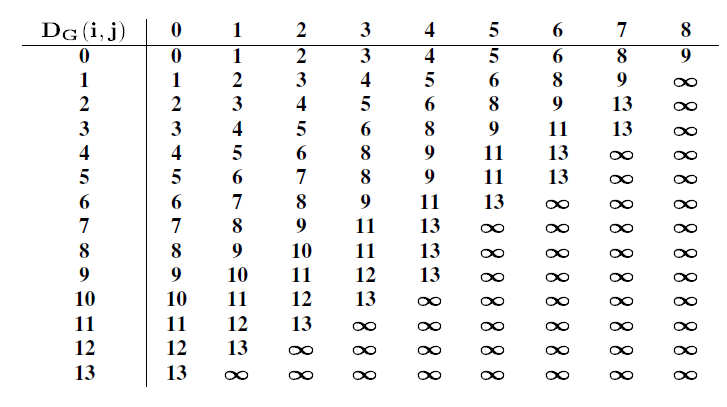 D_G(i,j) 0 1 2 3 4 5 6 7 8
0 0 1 2 3 4 5 6 8 9
1 1 2 3 4 5 6 8 9 ∞
2 2 3 4 5 6 8 9 13 ∞
3 3 4 5 6 8 9 11 13 ∞
4 4 5 6 8 9 11 13 ∞ ∞
5 5 6 7 8 9 11 13 ∞ ∞
6 6 7 8 9 11 13 ∞ ∞ ∞
7 7 8 9 11 13 ∞ ∞ ∞ ∞
8 8 9 10 11 13 ∞ ∞ ∞ ∞
9 9 10 11 12 13 ∞ ∞ ∞ ∞
10 10 11 12 13 ∞ ∞ ∞ ∞ ∞
11 11 12 13 ∞ ∞ ∞ ∞ ∞ ∞
12 12 13 ∞ ∞ ∞ ∞ ∞ ∞ ∞
13 13 ∞ ∞ ∞ ∞ ∞ ∞ ∞ ∞